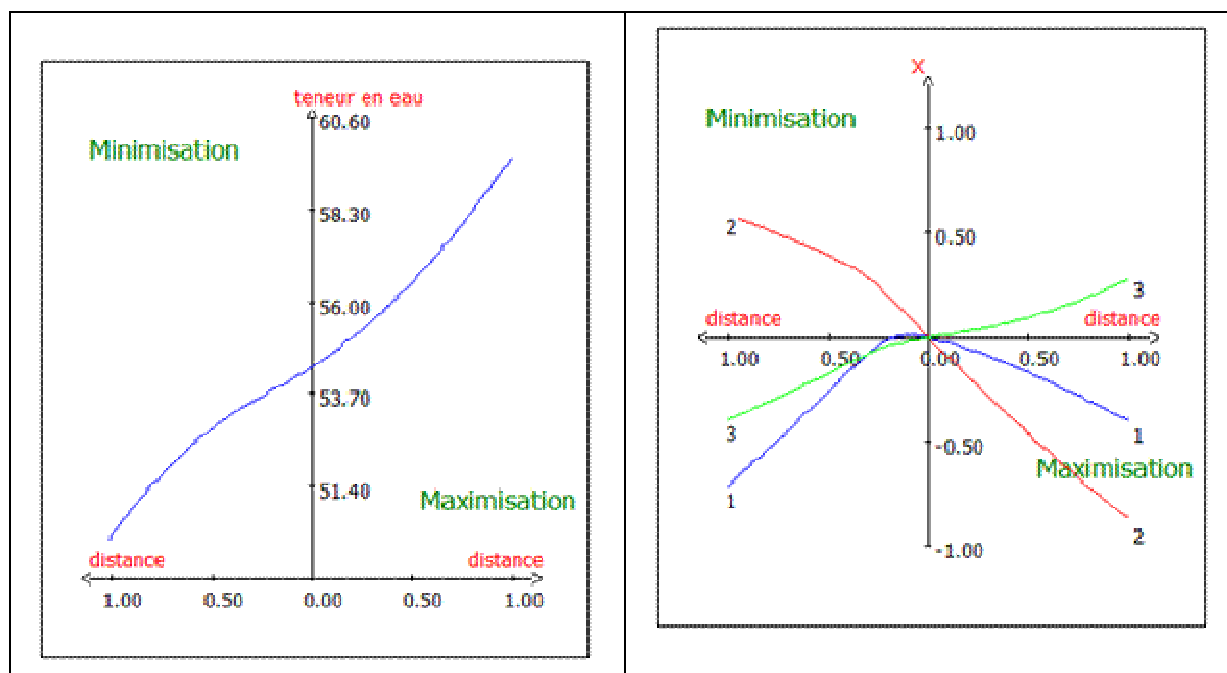 teneur en eau
60.60
Minimisation
58.30
56.00
53.70
51.40
Maximisation
distance distance
1.00 0.50 0.00 0.50 1.00
X
Minimisation
1.00
2
0.50
3
distance distance
1.00 0.50 0.00 0.50 1.00
3
1
-0.50
Maximisation
1
2
-1.00